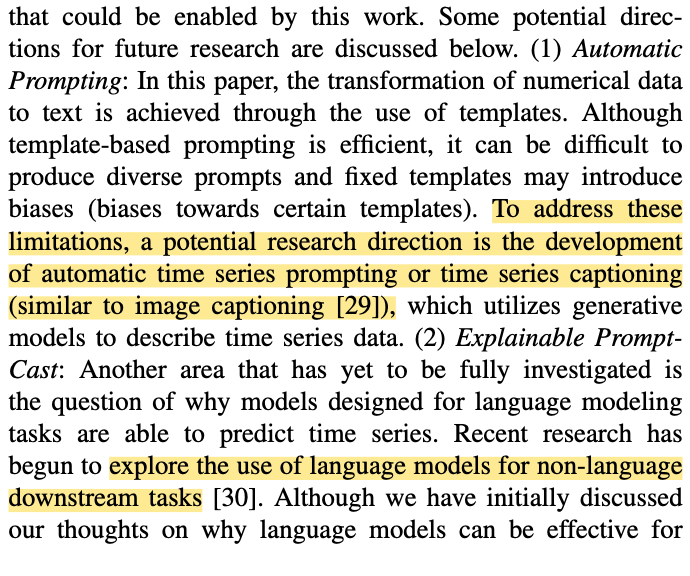 that could be enabled by this work. Some potential direc-
tions for future research are discussed below. (1) Automatic
Prompting: In this paper, the transformation of numerical data
to text is achieved through the use of templates. Although
template-based prompting is efficient, it can be difficult to
produce diverse prompts and fixed templates may introduce
biases (biases towards certain templates). To address these
limitations, a potential research direction is the development
of automatic time series prompting or time series captioning
(similar to image captioning [29]), which utilizes generative
models to describe time series data. (2) Explainable Prompt-
Cast: Another area that has yet to be fully investigated is
the question of why models designed for language modeling
tasks are able to predict time series. Recent research has
begun to explore the use of language models for non-language
downstream tasks [30]. Although we have initially discussed
our thoughts on why language models can be effective for